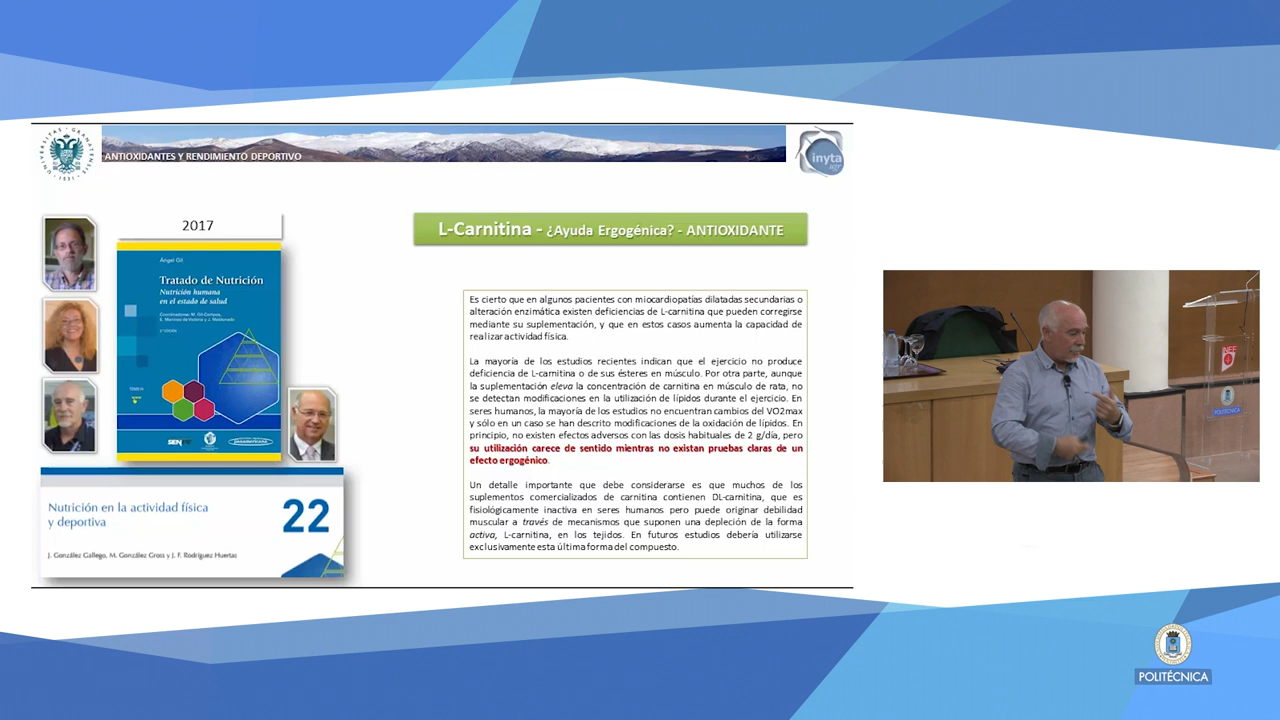 UNIVERSITAS · GRANATENSIS · 1531
ANTIOXIDANTES Y RENDIMIENTO DEPORTIVO
inyta
agr
2017
Ángel Gil
Tratado de Nutrición
Nutrición humana
en el estado de salud
TOMO IV
panamericana
Nutrición en la actividad física
y deportiva
22
J. González Gallego, M. González Gross y J. F. Rodríguez Huertas
L-Carnitina - ¿Ayuda Ergogénica? - ANTIOXIDANTE
Es cierto que en algunos pacientes con miocardiopatías dilatadas secundarias o
alteración enzimática existen deficiencias de L-carnitina que pueden corregirse
mediante su suplementación, y que en estos casos aumenta la capacidad de
realizar actividad física.
La mayoría de los estudios recientes indican que el ejercicio no produce
deficiencia de L-carnitina o de sus ésteres en músculo. Por otra parte, aunque
la suplementación eleva la concentración de carnitina en músculo de rata, no
se detectan modificaciones en la utilización de lípidos durante el ejercicio. En
seres humanos, la mayoría de los estudios no encuentran cambios del VO2max
y sólo en un caso se han descrito modificaciones de la oxidación de lípidos. En
principio, no existen efectos adversos con las dosis habituales de 2 g/día, pero
su utilización carece de sentido mientras no existan pruebas claras de un
efecto ergogénico.
Un detalle importante que debe considerarse es que muchos de los
suplementos comercializados de carnitina contienen DL-carnitina, que es
fisiológicamente inactiva en seres humanos pero puede originar debilidad
muscular a través de mecanismos que suponen una depleción de la forma
activa, L-carnitina, en los tejidos. En futuros estudios debería utilizarse
exclusivamente esta última forma del compuesto.
INEF
POLITÉCNICA
POLITÉCNICA